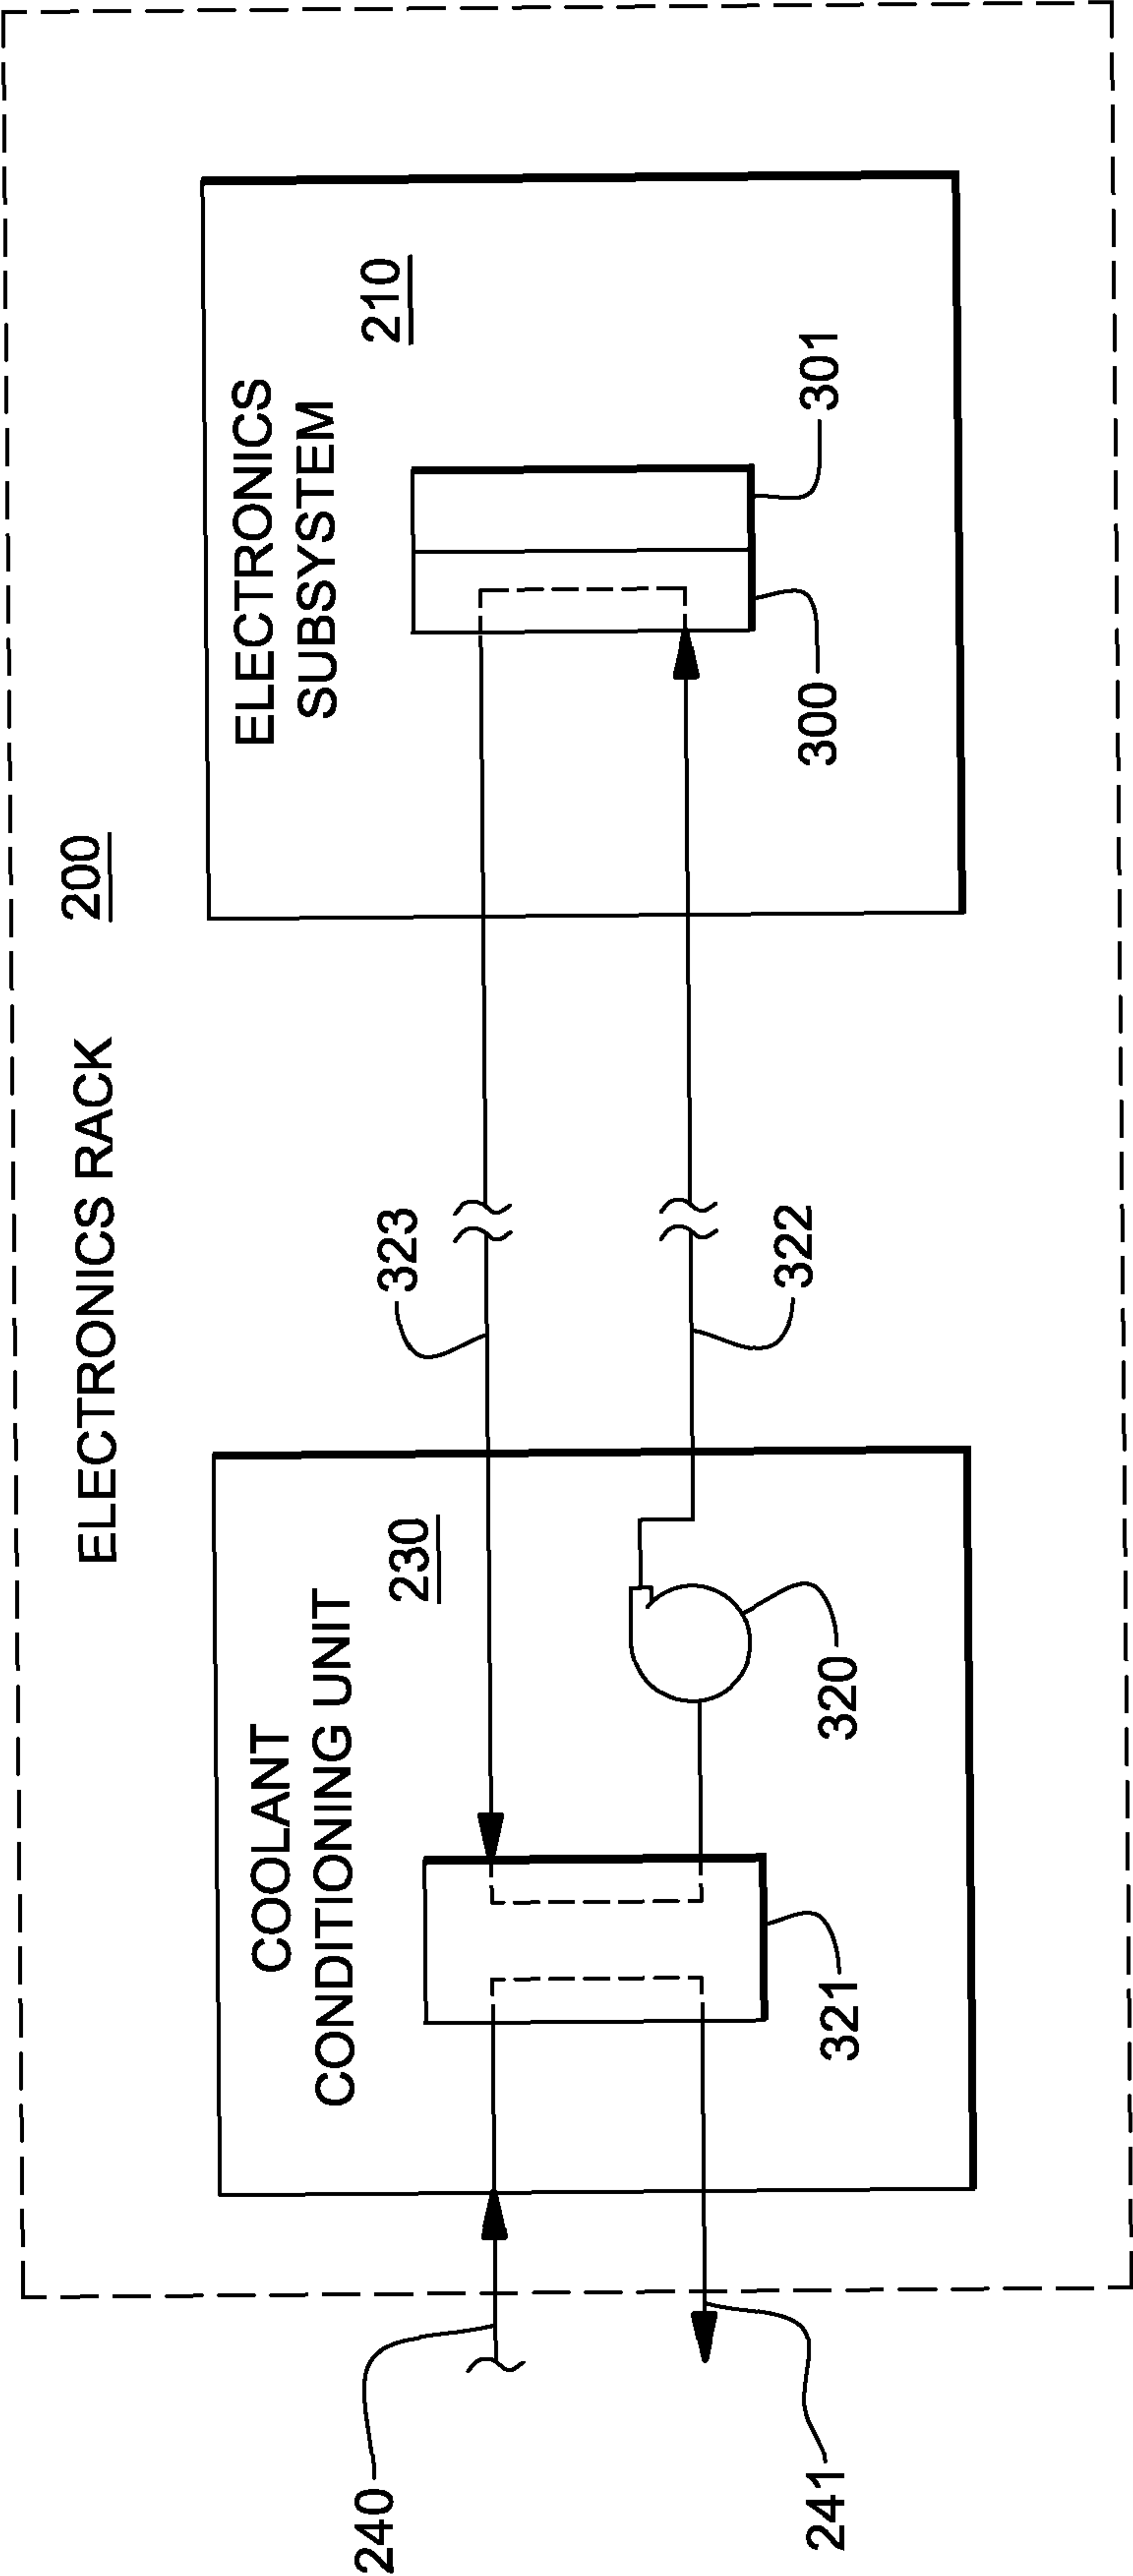 ELECTRONICS RACK 200
COOLANT
CONDITIONING UNIT
230
ELECTRONICS
SUBSYSTEM
210
323
322
240
241
321
320
300
301